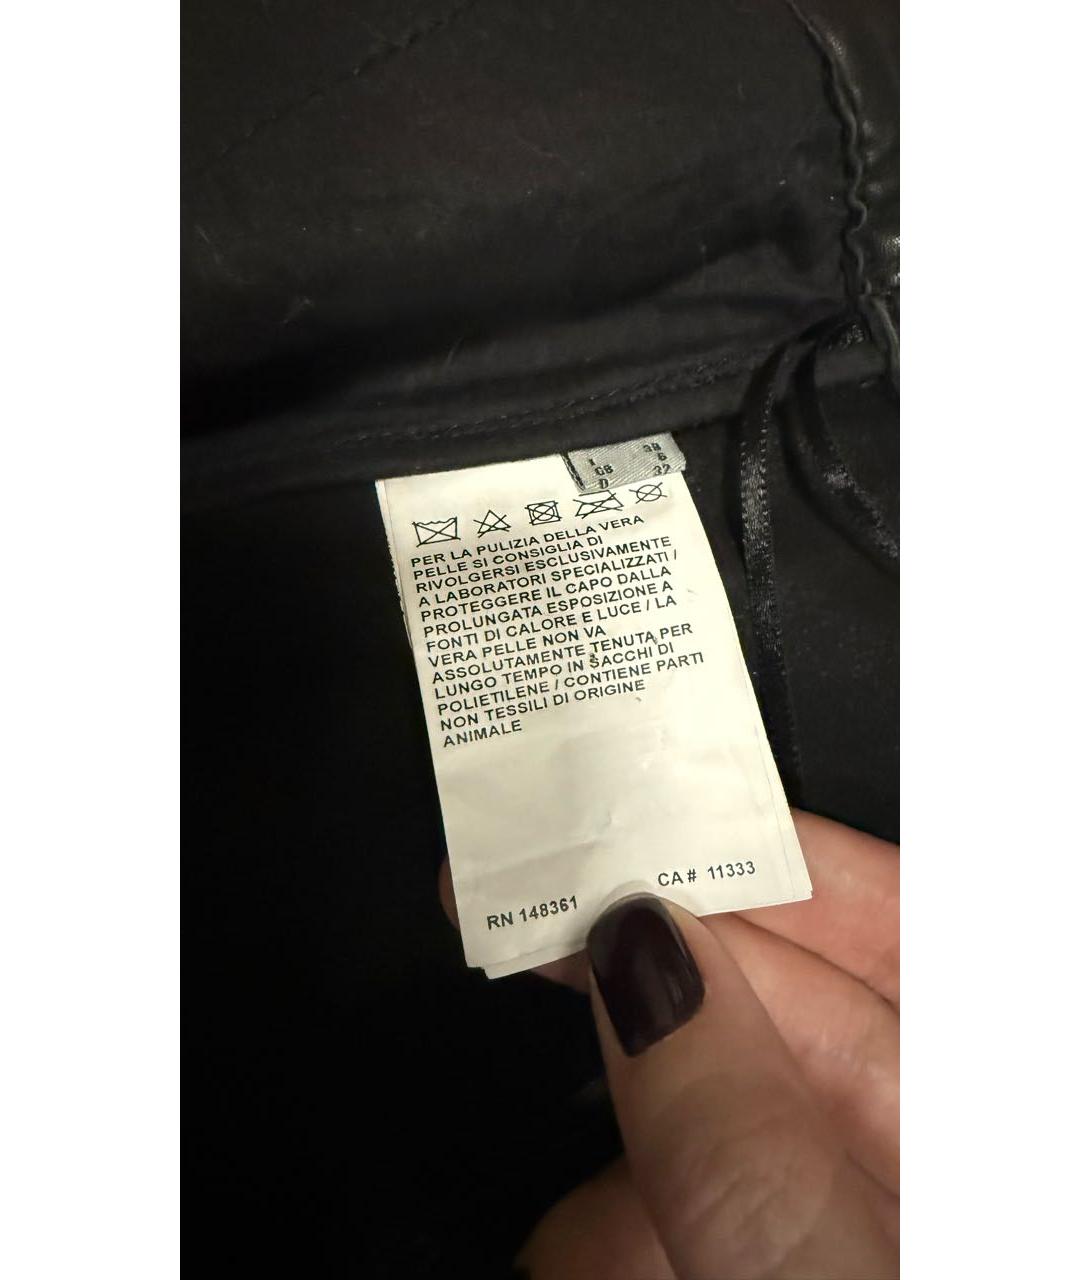 I 38
GB 6
D 32
PER LA PULIZIA DELLA VERA
PELLE SI CONSIGLIA DI
RIVOLGERSI ESCLUSIVAMENTE
A LABORATORI SPECIALIZZATI /
PROTEGGERE IL CAPO DALLA
PROLUNGATA ESPOSIZIONE A
FONTI DI CALORE E LUCE / LA
VERA PELLE NON VA
ASSOLUTAMENTE TENUTA PER
LUNGO TEMPO IN SACCHI DI
POLIETILENE / CONTIENE PARTI
NON TESSILI DI ORIGINE
ANIMALE
RN 148361 CA # 11333